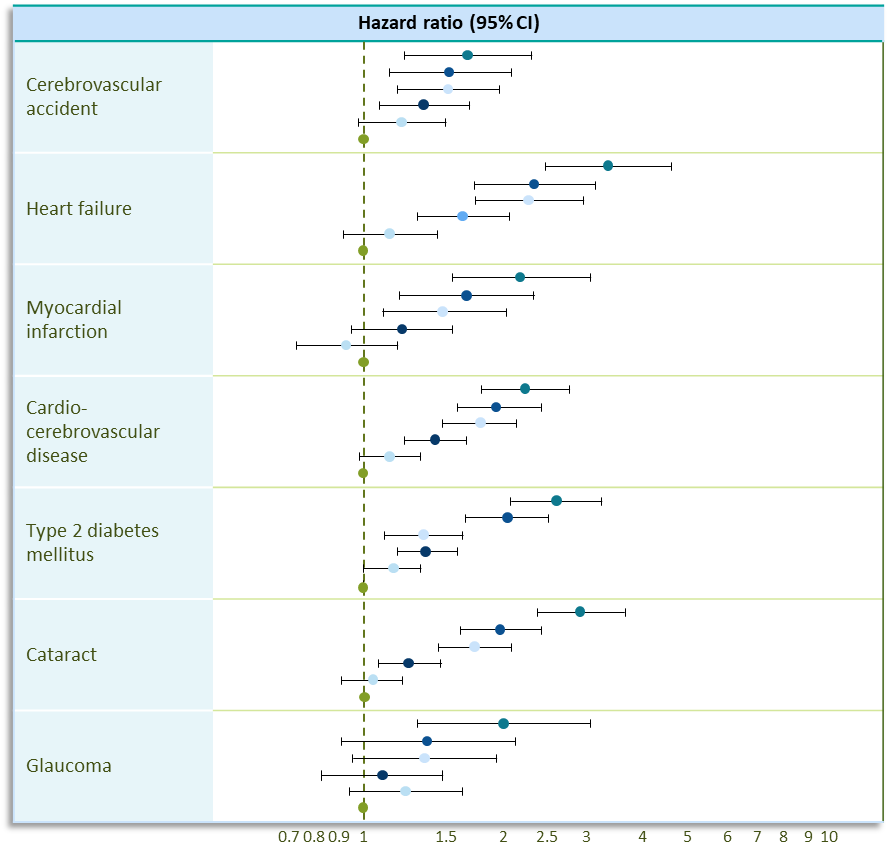 Hazard ratio (95% CI)
Cerebrovascular
accident
Heart failure
Myocardial
infarction
Cardio-
cerebrovascular
disease
Type 2 diabetes
mellitus
Cataract
Glaucoma
0.7 0.8 0.9 1 1.5 2 2.5 3 4 5 6 7 8 9 10